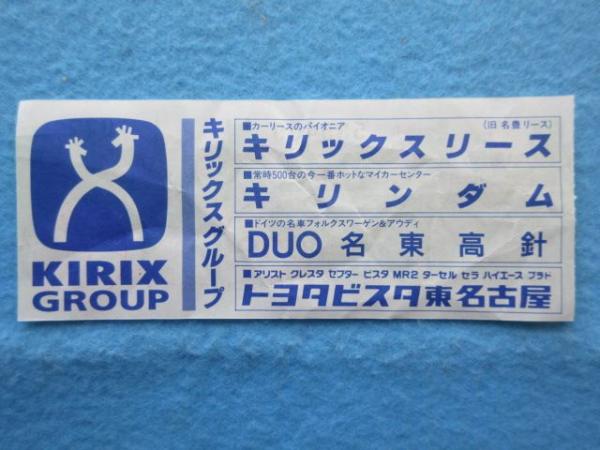 KIRIX
GROUP
キリックスグループ
■カーリースのパイオニア (旧 名豊リース)
キリックスリース
■常時500台の今一番ホットなマイカーセンター
キリンダム
■ドイツの名車フォルクスワーゲン&アウディ
DUO 名東高針
■アリスト クレスタ セプター ビスタ MR2 ターセル セラ ハイエース プラド
トヨタビスタ東名古屋